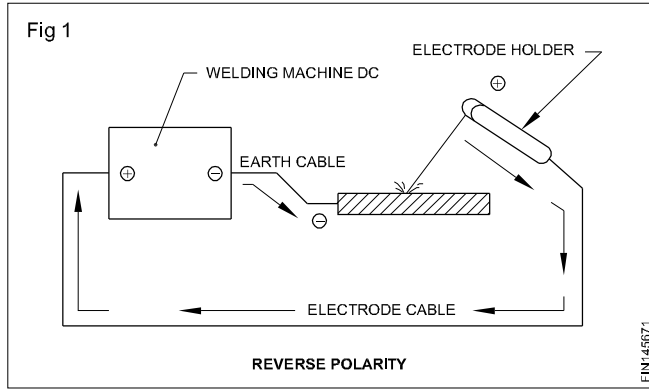 Fig 1
ELECTRODE HOLDER
WELDING MACHINE DC
+
+
-
EARTH CABLE
-
ELECTRODE CABLE
REVERSE POLARITY
FIN145671